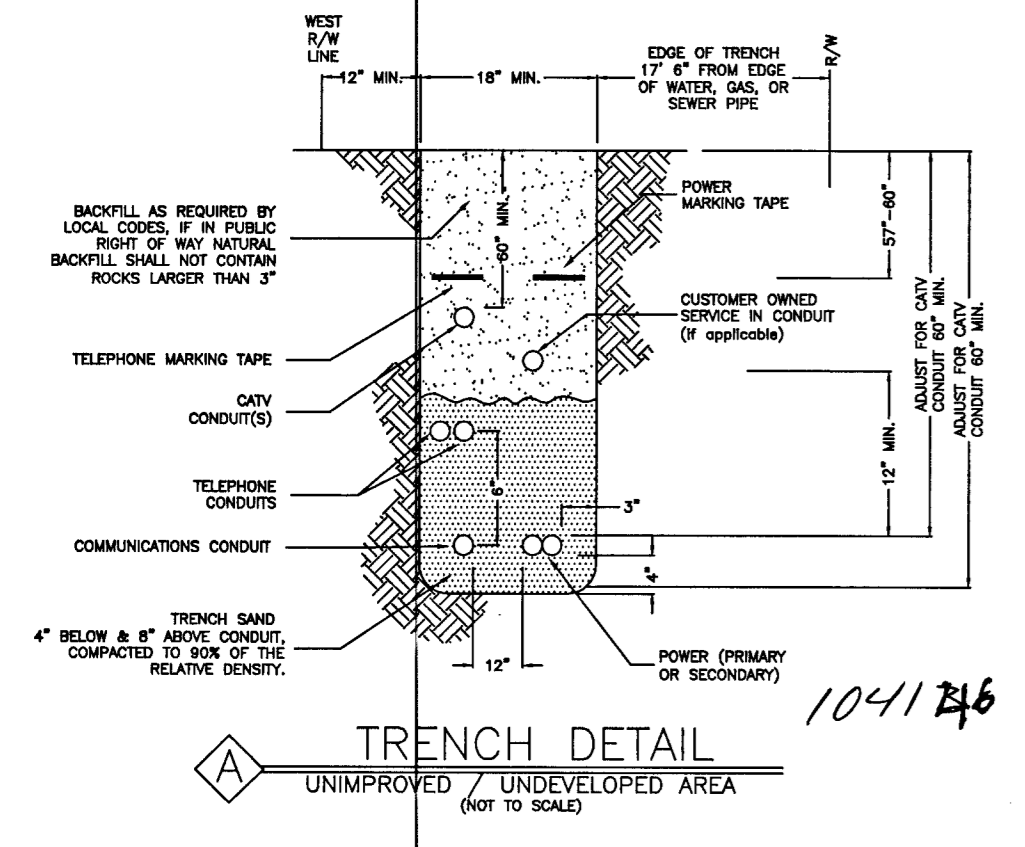 WEST
R/W
LINE
12" MIN.
18" MIN.
EDGE OF TRENCH
17' 6" FROM EDGE
OF WATER, GAS, OR
SEWER PIPE
R/W
BACKFILL AS REQUIRED BY
LOCAL CODES, IF IN PUBLIC
RIGHT OF WAY NATURAL
BACKFILL SHALL NOT CONTAIN
ROCKS LARGER THAN 3"
60" MIN.
POWER
MARKING TAPE
57"-60"
TELEPHONE MARKING TAPE
CUSTOMER OWNED
SERVICE IN CONDUIT
(if applicable)
CATV
CONDUIT(S)
ADJUST FOR CATV
CONDUIT 60" MIN.
ADJUST FOR CATV
CONDUIT 60" MIN.
12" MIN.
TELEPHONE
CONDUITS
6"
3"
COMMUNICATIONS CONDUIT
4"
TRENCH SAND
4" BELOW & 8" ABOVE CONDUIT,
COMPACTED TO 90% OF THE
RELATIVE DENSITY.
12"
POWER (PRIMARY
OR SECONDARY)
1041
A
TRENCH DETAIL
UNIMPROVED / UNDEVELOPED AREA
(NOT TO SCALE)